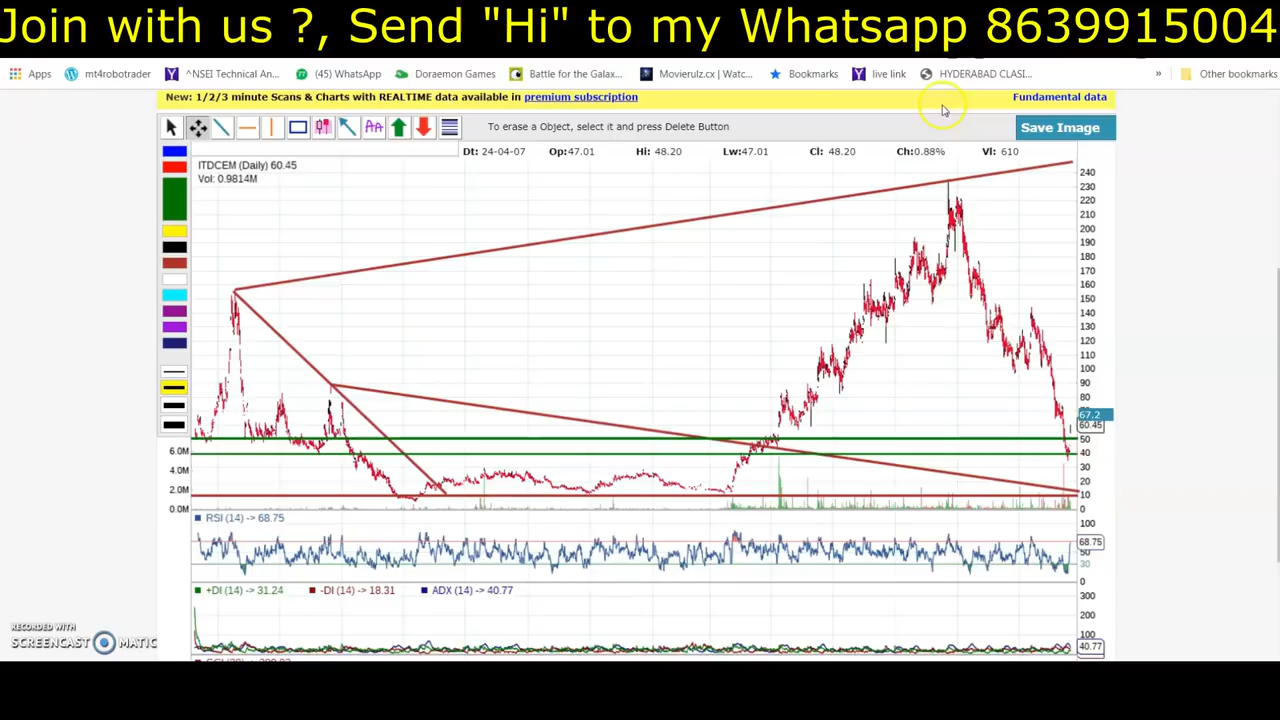 Join with us ?, Send "Hi" to my Whatsapp 8639915004
Apps mt4robotrader ^NSEI Technical An... (45) WhatsApp Doraemon Games Battle for the Galax... Movierulz.cx | Watc... Bookmarks live link HYDERABAD CLASI... » Other bookmarks
New: 1/2/3 minute Scans & Charts with REALTIME data available in premium subscription Fundamental data
To erase a Object, select it and press Delete Button Save Image
Dt: 24-04-07 Op:47.01 Hi: 48.20 Lw:47.01 Cl: 48.20 Ch:0.88% Vl: 610
ITDCEM (Daily) 60.45
Vol: 0.9814M
240
230
220
210
200
190
180
170
160
150
140
130
120
110
100
90
80
67.2
60.45
50
6.0M 40
30
4.0M
20
2.0M 10
0.0M 0
RSI (14) -> 68.75 100
68.75
50
30
0
+DI (14) -> 31.24 -DI (14) -> 18.31 ADX (14) -> 40.77 300
200
100
40.77
RECORDED WITH
SCREENCAST MATIC